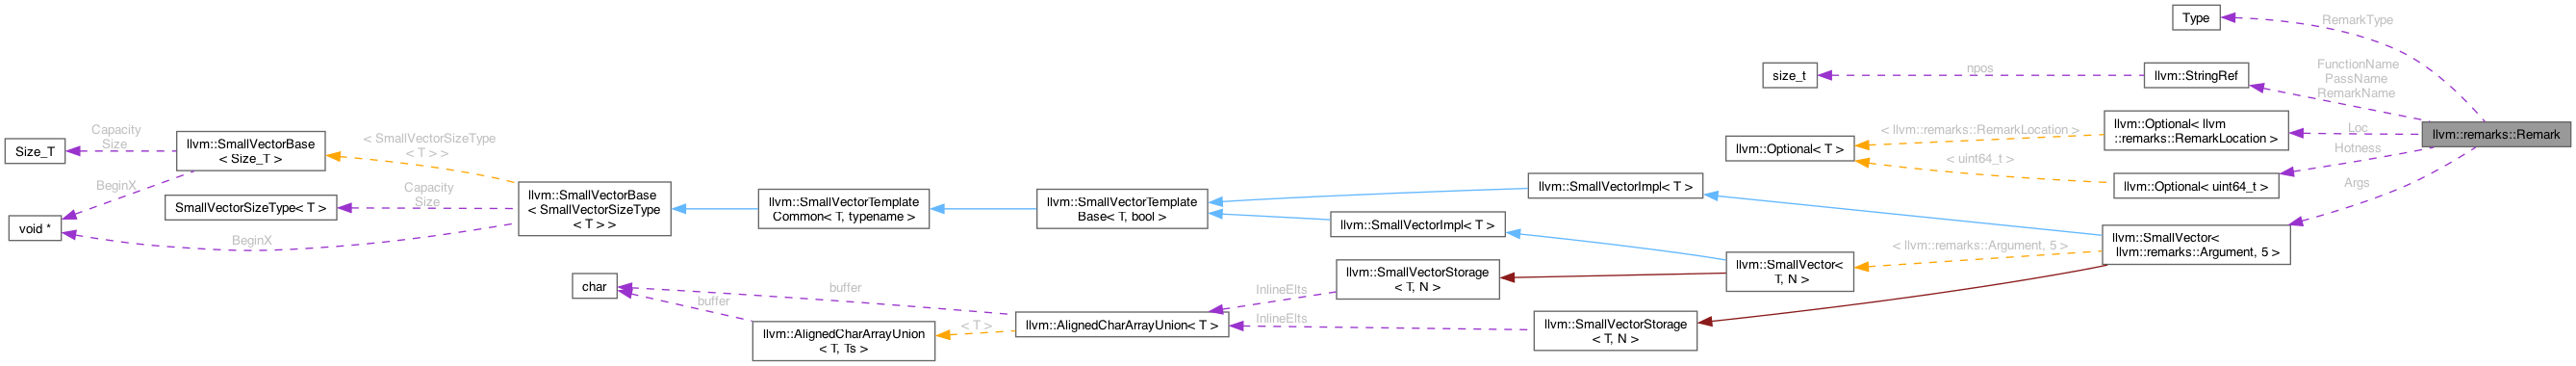 Type
RemarkType
size_t
npos
llvm::StringRef
FunctionName
PassName
RemarkName
llvm::remarks::Remark
llvm::Optional< T >
< llvm::remarks::RemarkLocation >
< uint64_t >
llvm::Optional< llvm
::remarks::RemarkLocation >
Loc
Hotness
llvm::Optional< uint64_t >
Args
Size_T
Capacity
Size
llvm::SmallVectorBase
< Size_T >
< SmallVectorSizeType
< T > >
BeginX
SmallVectorSizeType< T >
Capacity
Size
void *
BeginX
llvm::SmallVectorBase
< SmallVectorSizeType
< T > >
llvm::SmallVectorTemplate
Common< T, typename >
llvm::SmallVectorTemplate
Base< T, bool >
llvm::SmallVectorImpl< T >
llvm::SmallVectorImpl< T >
llvm::SmallVector<
llvm::remarks::Argument, 5 >
< llvm::remarks::Argument, 5 >
llvm::SmallVector<
T, N >
llvm::SmallVectorStorage
< T, N >
char
buffer
buffer
InlineElts
InlineElts
llvm::AlignedCharArrayUnion
< T, Ts >
< T >
llvm::AlignedCharArrayUnion< T >
llvm::SmallVectorStorage
< T, N >